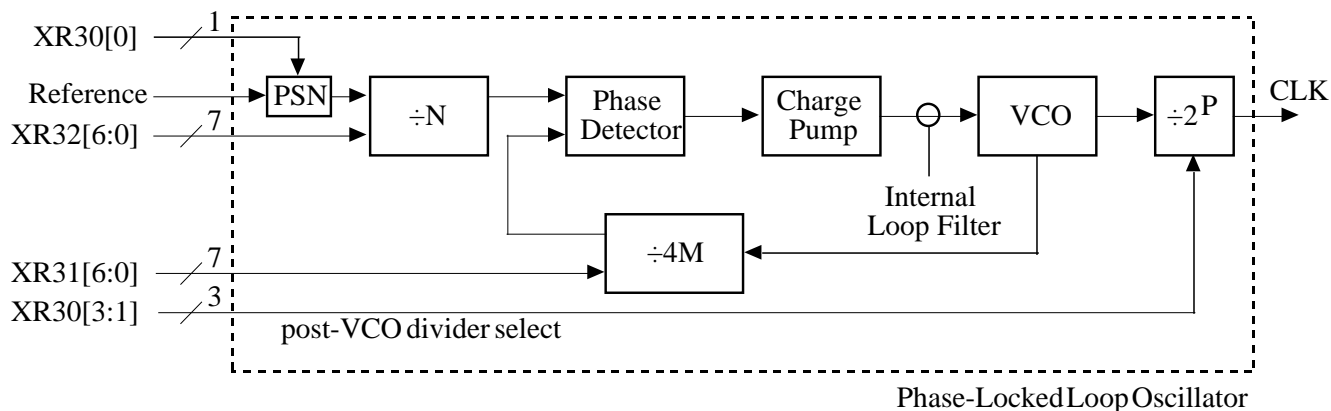 XR30[0]
1
Reference
PSN
XR32[6:0]
7
÷N
Phase
Detector
Charge
Pump
VCO
÷2^P
CLK
Internal
Loop Filter
÷4M
XR31[6:0]
7
XR30[3:1]
3
post-VCO divider select
Phase-Locked Loop Oscillator